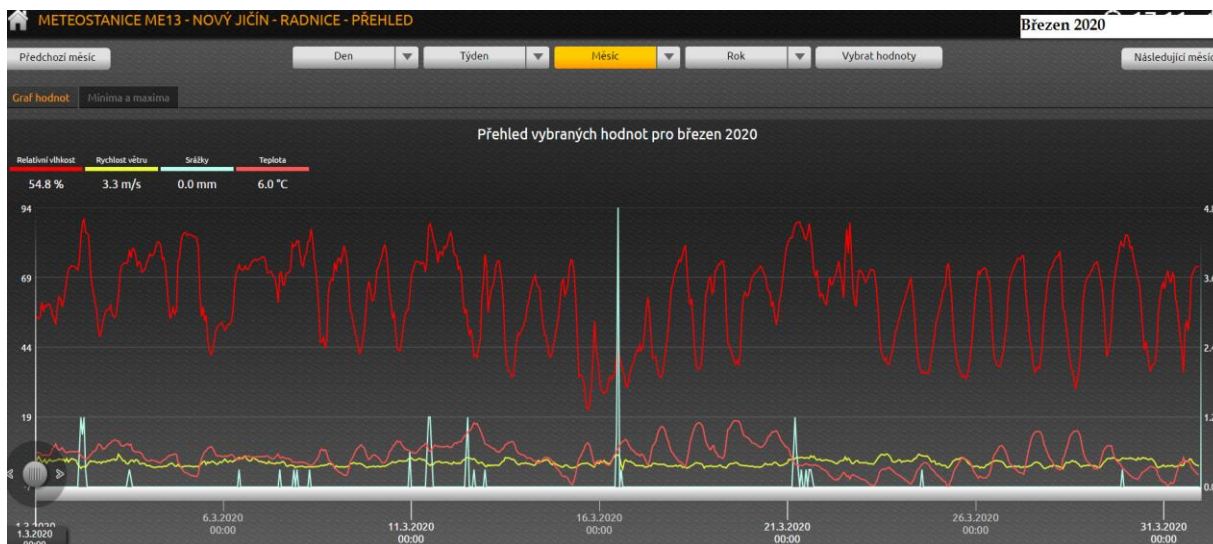 METEOSTANICE ME13 - NOVÝ JIČÍN - RADNICE - PŘEHLED
Březen 2020
Předchozí měsíc
Den
Týden
Měsíc
Rok
Vybrat hodnoty
Následující měsíc
Graf hodnot
Minima a maxima
Přehled vybraných hodnot pro březen 2020
Relativní vlhkost Rychlost větru Srážky Teplota
54.8 % 3.3 m/s 0.0 mm 6.0 °C
94
69
44
19
6.3.2020 00:00
11.3.2020 00:00
16.3.2020 00:00
21.3.2020 00:00
26.3.2020 00:00
31.3.2020 00:00
1.3.2020